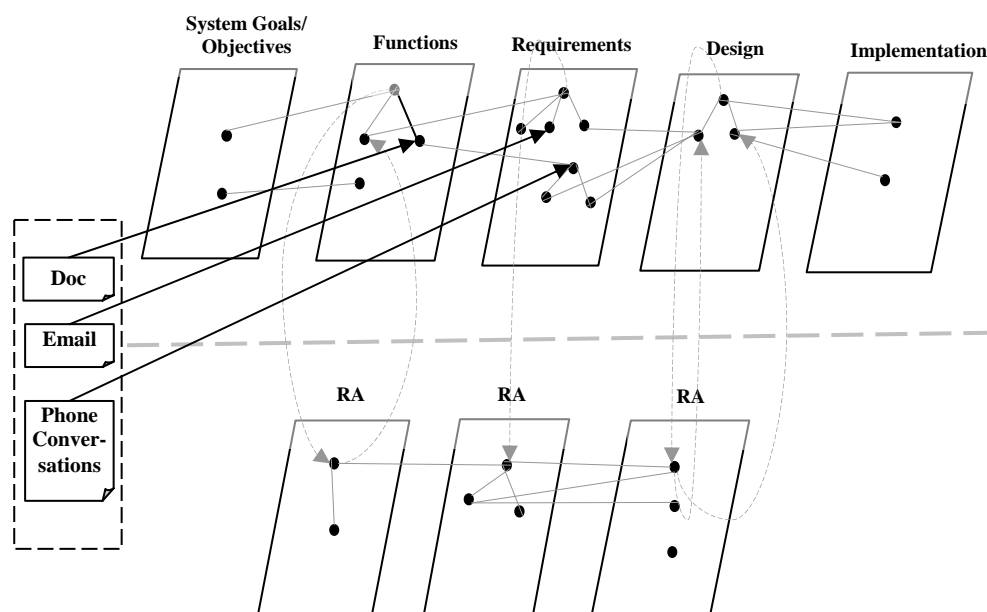 System Goals/
Objectives
Functions
Requirements
Design
Implementation
Doc
Email
Phone
Conver-
sations
RA
RA
RA